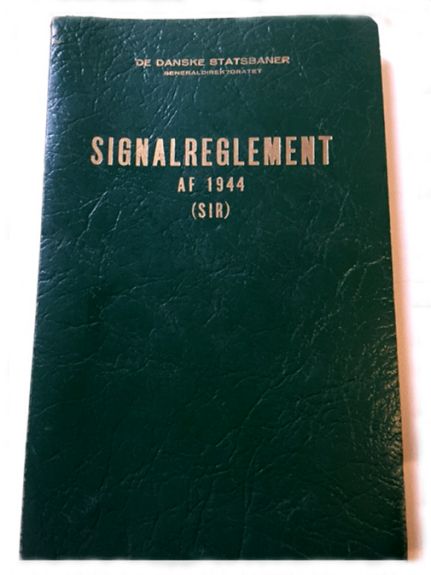 DE DANSKE STATSBANER
GENERALDIREKTORATET
SIGNALREGLEMENT
AF 1944
(SIR)